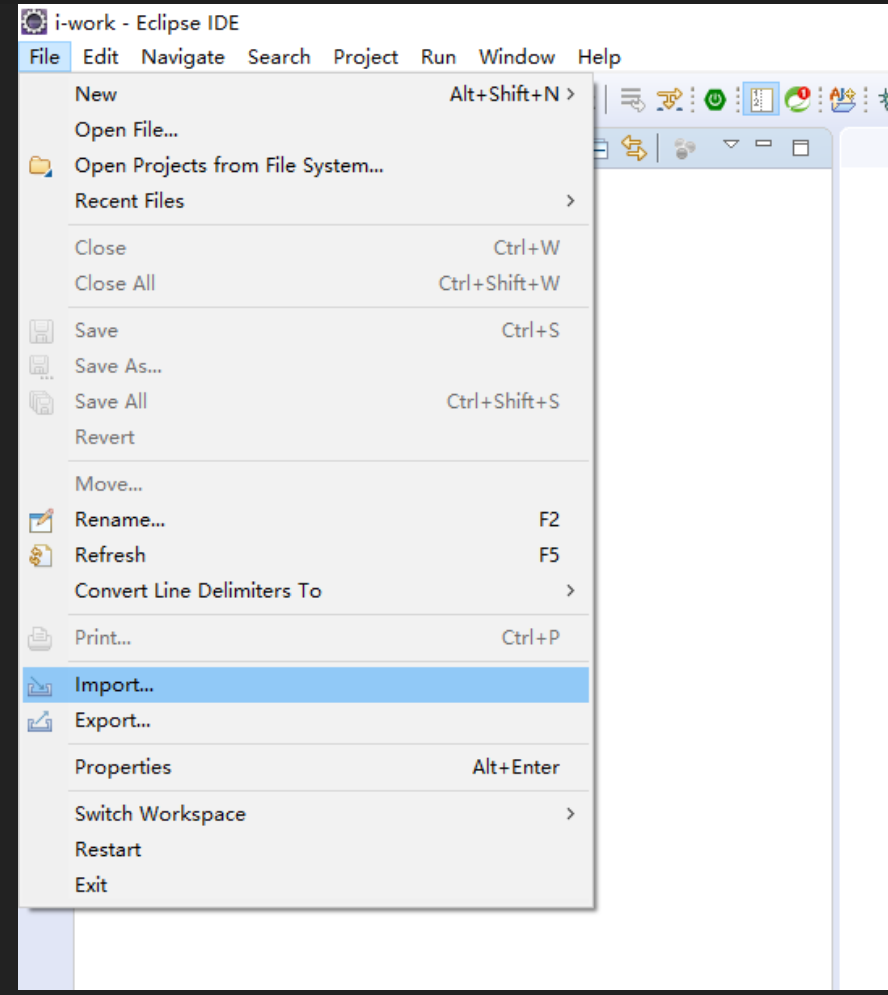 i-work - Eclipse IDE
File Edit Navigate Search Project Run Window Help
New Alt+Shift+N >
Open File...
Open Projects from File System...
Recent Files >
Close Ctrl+W
Close All Ctrl+Shift+W
Save Ctrl+S
Save As...
Save All Ctrl+Shift+S
Revert
Move...
Rename... F2
Refresh F5
Convert Line Delimiters To >
Print... Ctrl+P
Import...
Export...
Properties Alt+Enter
Switch Workspace >
Restart
Exit